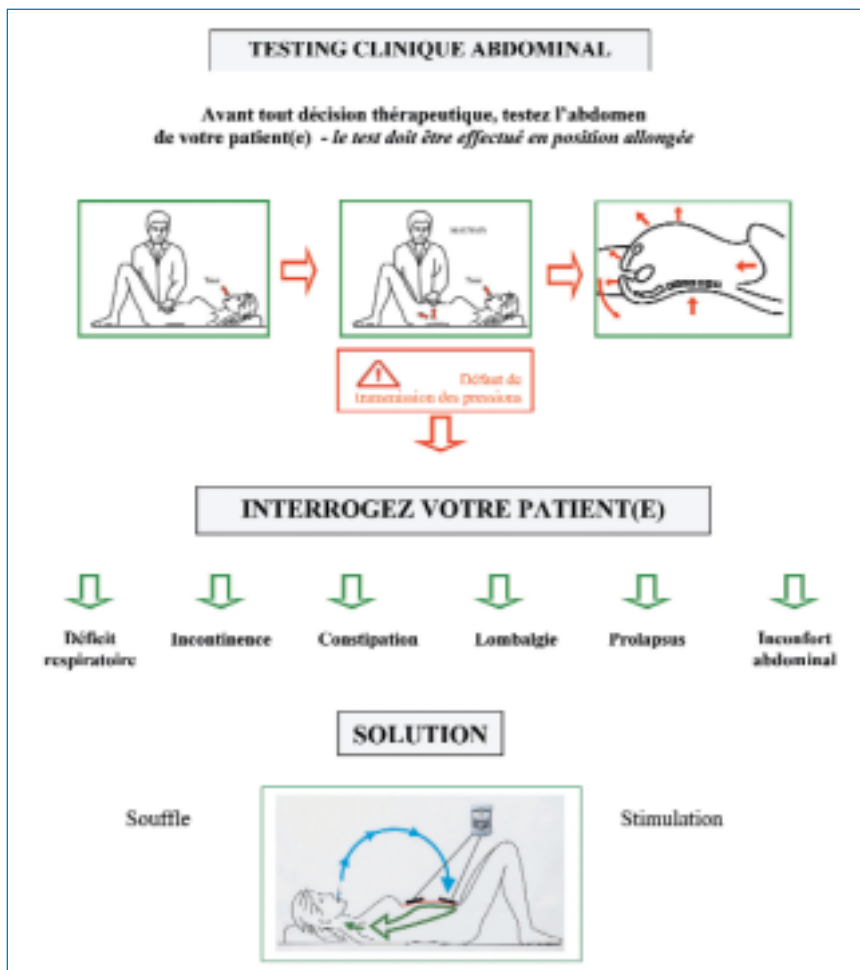 TESTING CLINIQUE ABDOMINAL
Avant tout décision thérapeutique, testez l'abdomen
de votre patient(e) - le test doit être effectué en position allongée
Toux
Toux
Défaut de
transmission des pressions
INTERROGEZ VOTRE PATIENT(E)
Déficit
respiratoire
Incontinence
Constipation
Lombalgie
Prolapsus
Inconfort
abdominal
SOLUTION
Souffle
Stimulation